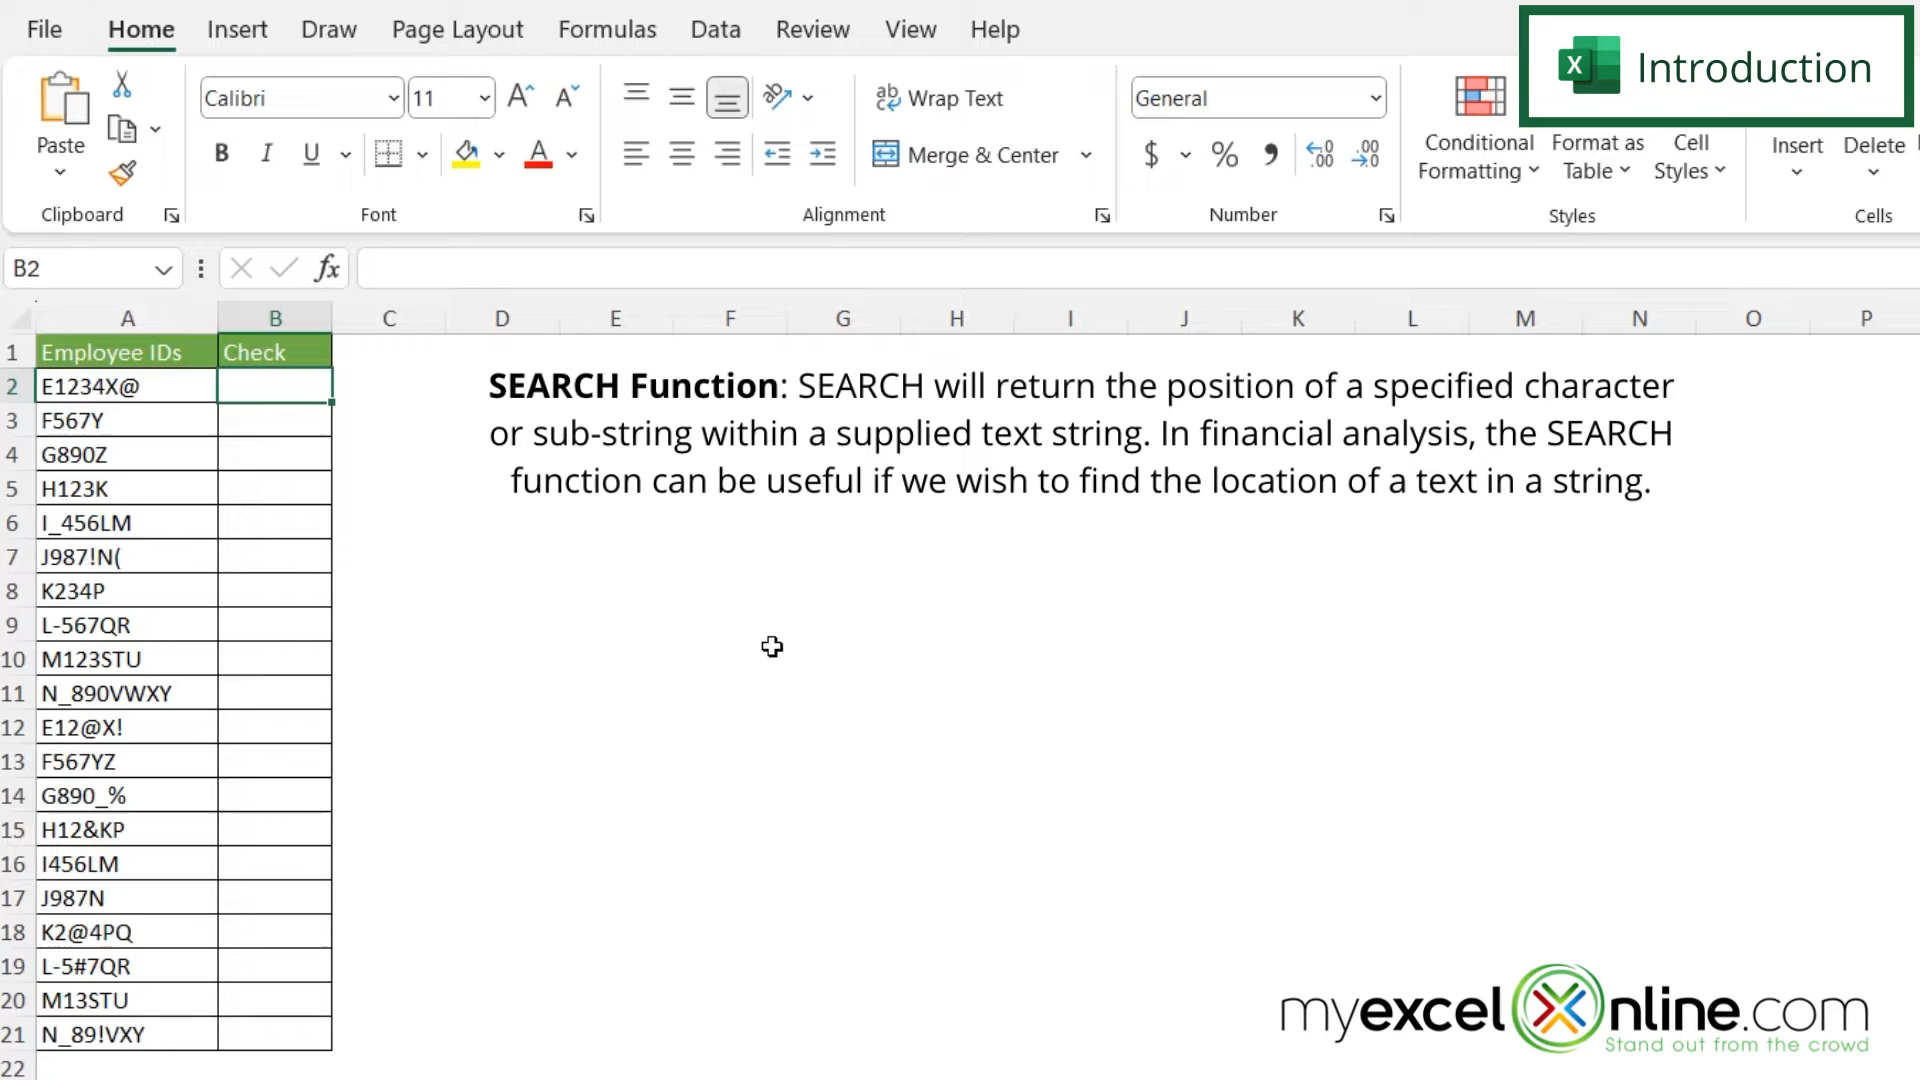 File Home Insert Draw Page Layout Formulas Data Review View Help
X Introduction
Calibri 11 A A ab Wrap Text General
Paste B I U A Merge & Center $ % , .00 .00 Conditional Formatting Format as Table Cell Styles Insert Delete
Clipboard Font Alignment Number Styles Cells
B2 fx
A B C D E F G H I J K L M N O P
1 Employee IDs Check
2 E1234X@
3 F567Y
4 G890Z
5 H123K
6 I_456LM
7 J987!N(
8 K234P
9 L-567QR
10 M123STU
11 N_890VWXY
12 E12@X!
13 F567YZ
14 G890_%
15 H12&KP
16 I456LM
17 J987N
18 K2@4PQ
19 L-5#7QR
20 M13STU
21 N_89!VXY
22
SEARCH Function: SEARCH will return the position of a specified character
or sub-string within a supplied text string. In financial analysis, the SEARCH
function can be useful if we wish to find the location of a text in a string.
myexcelOnline.com
Stand out from the crowd